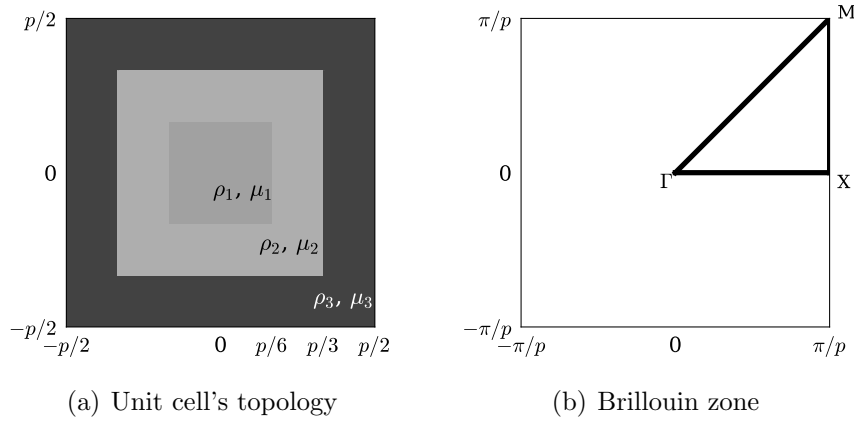 p/2
0
−p/2
−p/2 0 p/6 p/3 p/2
ρ₁, μ₁
ρ₂, μ₂
ρ₃, μ₃
(a) Unit cell's topology
π/p
0
−π/p
−π/p 0 π/p
M
Γ
X
(b) Brillouin zone